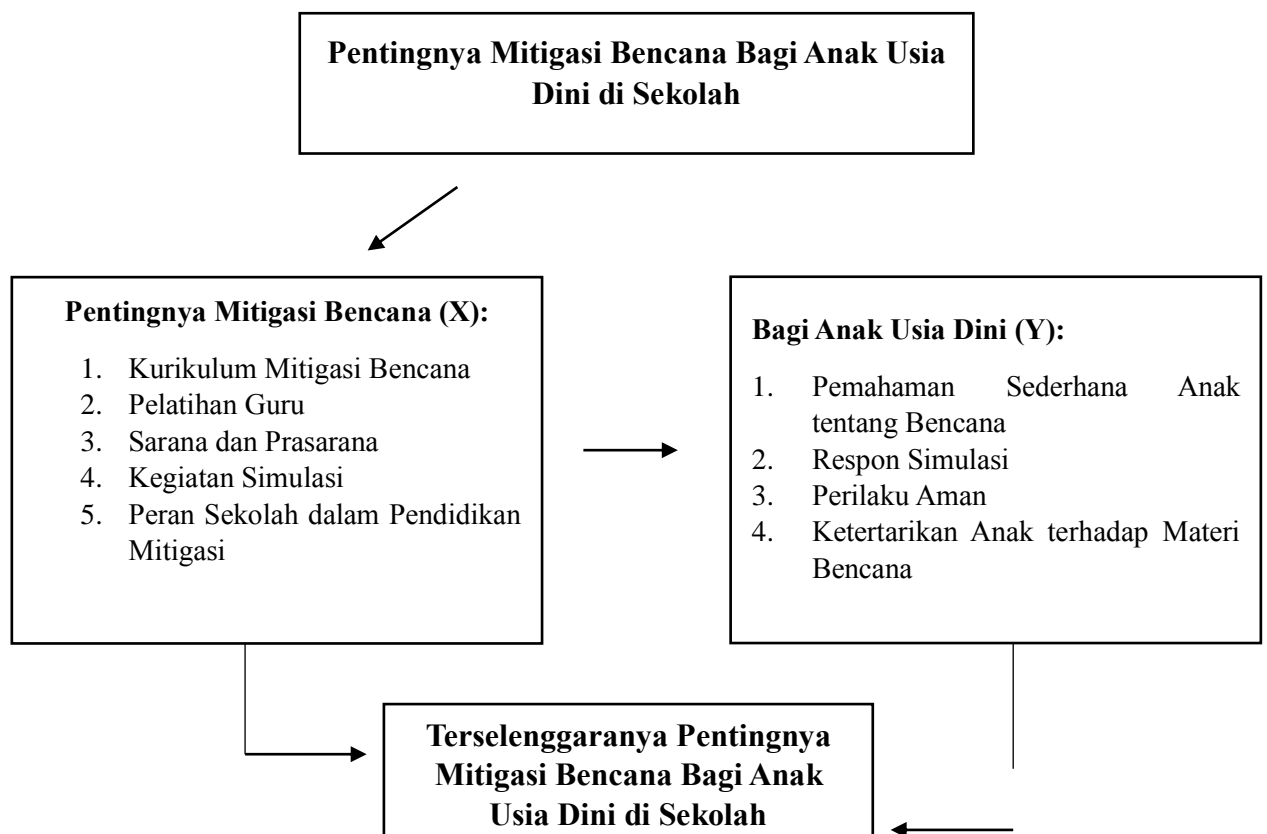 Pentingnya Mitigasi Bencana Bagi Anak Usia
Dini di Sekolah
Pentingnya Mitigasi Bencana (X):
1. Kurikulum Mitigasi Bencana
2. Pelatihan Guru
3. Sarana dan Prasarana
4. Kegiatan Simulasi
5. Peran Sekolah dalam Pendidikan
Mitigasi
Bagi Anak Usia Dini (Y):
1. Pemahaman Sederhana Anak
tentang Bencana
2. Respon Simulasi
3. Perilaku Aman
4. Ketertarikan Anak terhadap Materi
Bencana
Terselenggaranya Pentingnya
Mitigasi Bencana Bagi Anak
Usia Dini di Sekolah